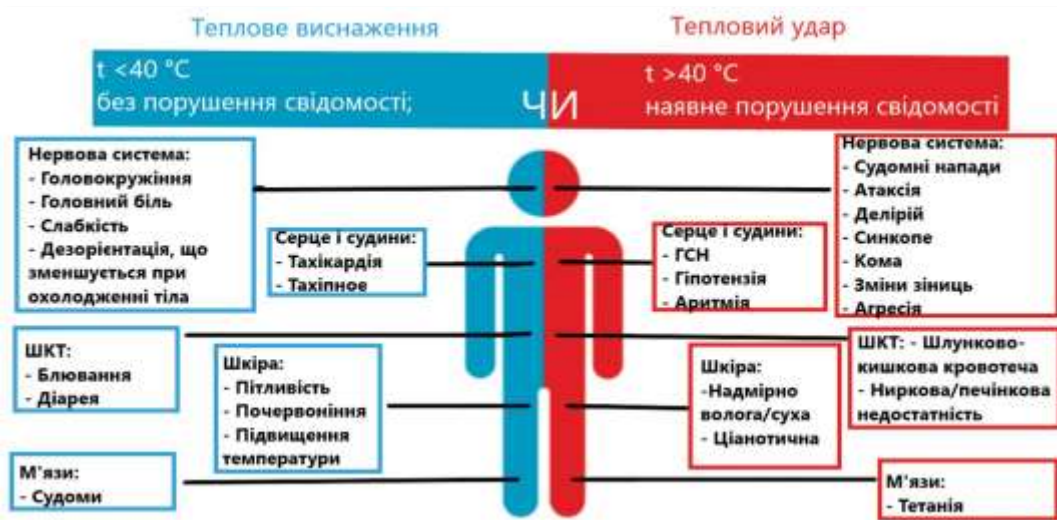 Теплове виснаження
Тепловий удар
t <40 °C
без порушення свідомості;
ЧИ
t >40 °C
наявне порушення свідомості
Нервова система:
- Головокружіння
- Головний біль
- Слабкість
- Дезорієнтація, що
зменшується при
охолодженні тіла
Серце і судини:
- Тахікардія
- Тахіпное
ШКТ:
- Блювання
- Діарея
Шкіра:
- Пітливість
- Почервоніння
- Підвищення
температури
М'язи:
- Судоми
Нервова система:
- Судомні напади
- Атаксія
- Делірій
- Синкопе
- Кома
- Зміни зіниць
- Агресія
Серце і судини:
- ГСН
- Гіпотензія
- Аритмія
ШКТ: - Шлунково-
кишкова кровотеча
- Ниркова/печінкова
недостатність
Шкіра:
-Надмірно
волога/суха
- Ціанотична
М'язи:
- Тетанія